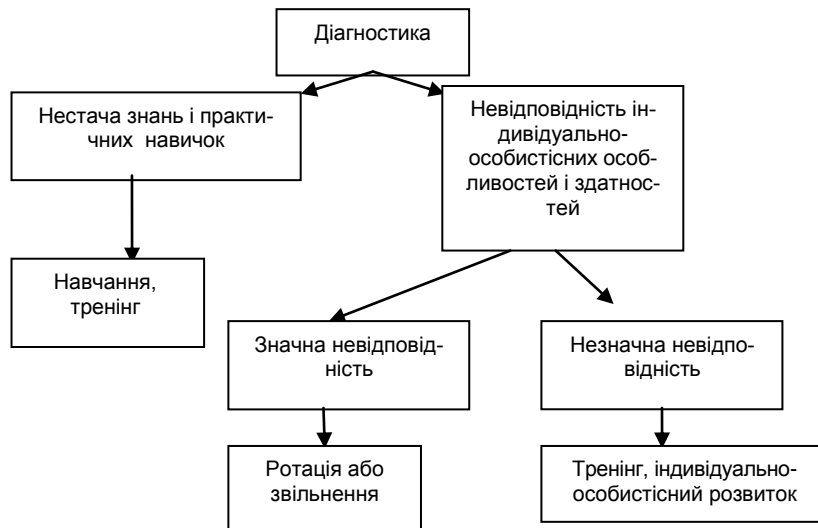 Діагностика
Нестача знань і практи-
чних навичок
Невідповідність ін-
дивідуально-
особистісних особ-
ливостей і здатнос-
тей
Навчання,
тренінг
Значна невідповід-
ність
Незначна невідпо-
відність
Ротація або
звільнення
Тренінг, індивідуально-
особистісний розвиток